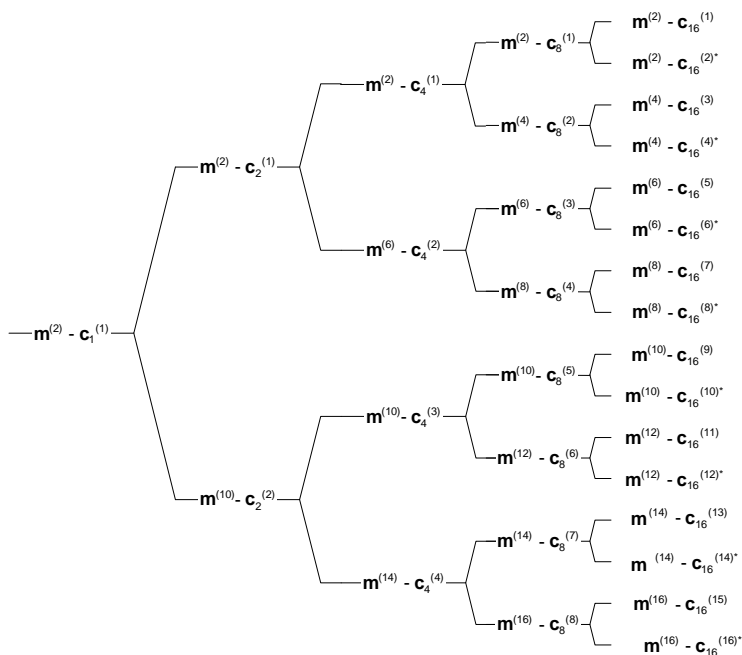 m(2) - c16(1)
m(2) - c8(1)
m(2) - c16(2)*
m(2) - c4(1)
m(4) - c16(3)
m(4) - c8(2)
m(4) - c16(4)*
m(2) - c2(1)
m(6) - c16(5)
m(6) - c8(3)
m(6) - c16(6)*
m(6) - c4(2)
m(8) - c16(7)
m(8) - c8(4)
m(8) - c16(8)*
m(2) - c1(1)
m(10) - c16(9)
m(10) - c8(5)
m(10) - c16(10)*
m(10) - c4(3)
m(12) - c16(11)
m(12) - c8(6)
m(12) - c16(12)*
m(10) - c2(2)
m(14) - c16(13)
m(14) - c8(7)
m (14) - c16(14)*
m(14) - c4(4)
m(16) - c16(15)
m(16) - c8(8)
m(16) - c16(16)*